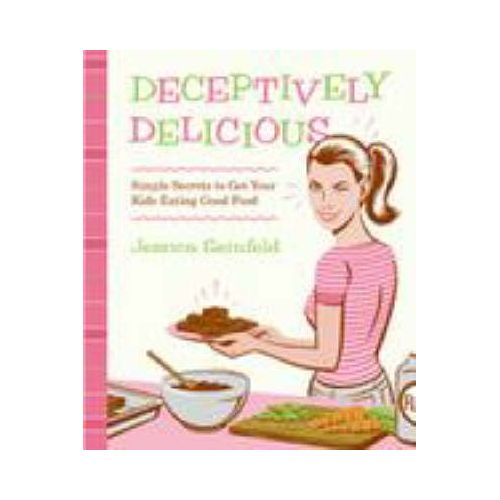 DECEPTIVELY
DELICIOUS
Simple Secrets to Get Your
Kids Eating Good Food
Jessica Seinfeld